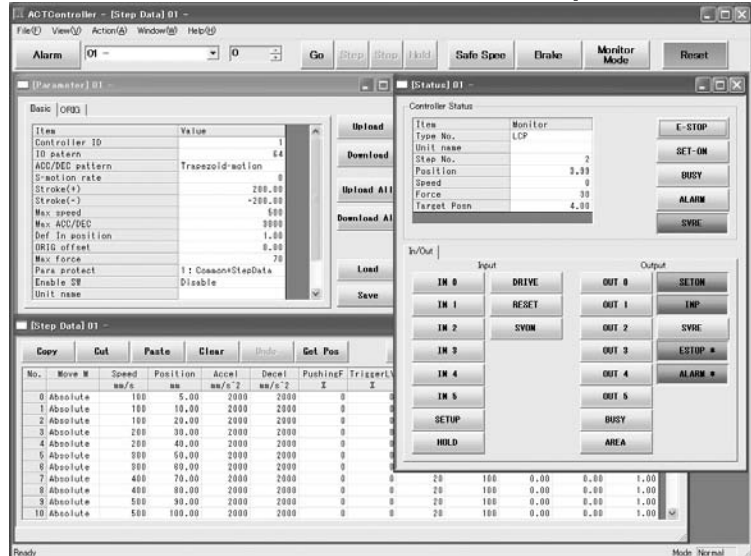 ACTController - [Step Data] 01 -
File(F) View(V) Action(A) Window(W) Help(H)
Alarm 01 - 0 Go Step Stop Hold Safe Spee Brake Monitor Mode Reset
[Parameter] 01 -
Basic ORIG
Item Value
Controller ID 1
IO patern 64
ACC/DEC pattern Trapezoid-motion
S-motion rate 0
Stroke(+) 200.00
Stroke(-) -200.00
Max speed 500
Max ACC/DEC 3000
Def In position 1.00
ORIG offset 0.00
Max force 70
Para protect 1: Common+StepData
Enable SW Disable
Unit name
Upload
Download
Upload All
Download Al
Load
Save
[Status] 01 -
Controller Status
Item Monitor
Type No. LCP
Unit name
Step No. 2
Position 3.99
Speed 0
Force 30
Target Posn 4.00
E-STOP
SET-ON
BUSY
ALARM
SVRE
In/Out
Input Output
IN 0 DRIVE OUT 0 SETON
IN 1 RESET OUT 1 INP
IN 2 SVON OUT 2 SVRE
IN 3 OUT 3 ESTOP *
IN 4 OUT 4 ALARM *
IN 5 OUT 5
SETUP BUSY
HOLD AREA
[Step Data] 01 -
Copy Cut Paste Clear Undo Get Pos
No. Move M Speed Position Accel Decel PushingF TriggerLV
mm/s mm mm/s^2 mm/s^2 % %
0 Absolute 100 5.00 2000 2000 0 0
1 Absolute 100 10.00 2000 2000 0 0
2 Absolute 100 20.00 2000 2000 0 0
3 Absolute 200 30.00 2000 2000 0 0
4 Absolute 200 40.00 2000 2000 0 0
5 Absolute 300 50.00 2000 2000 0 0
6 Absolute 300 60.00 2000 2000 0 0
7 Absolute 400 70.00 2000 2000 0 0 20 100 0.00 0.00 1.00
8 Absolute 400 80.00 2000 2000 0 0 20 100 0.00 0.00 1.00
9 Absolute 500 90.00 2000 2000 0 0 20 100 0.00 0.00 1.00
10 Absolute 500 100.00 2000 2000 0 0 20 100 0.00 0.00 1.00
Ready Mode Normal